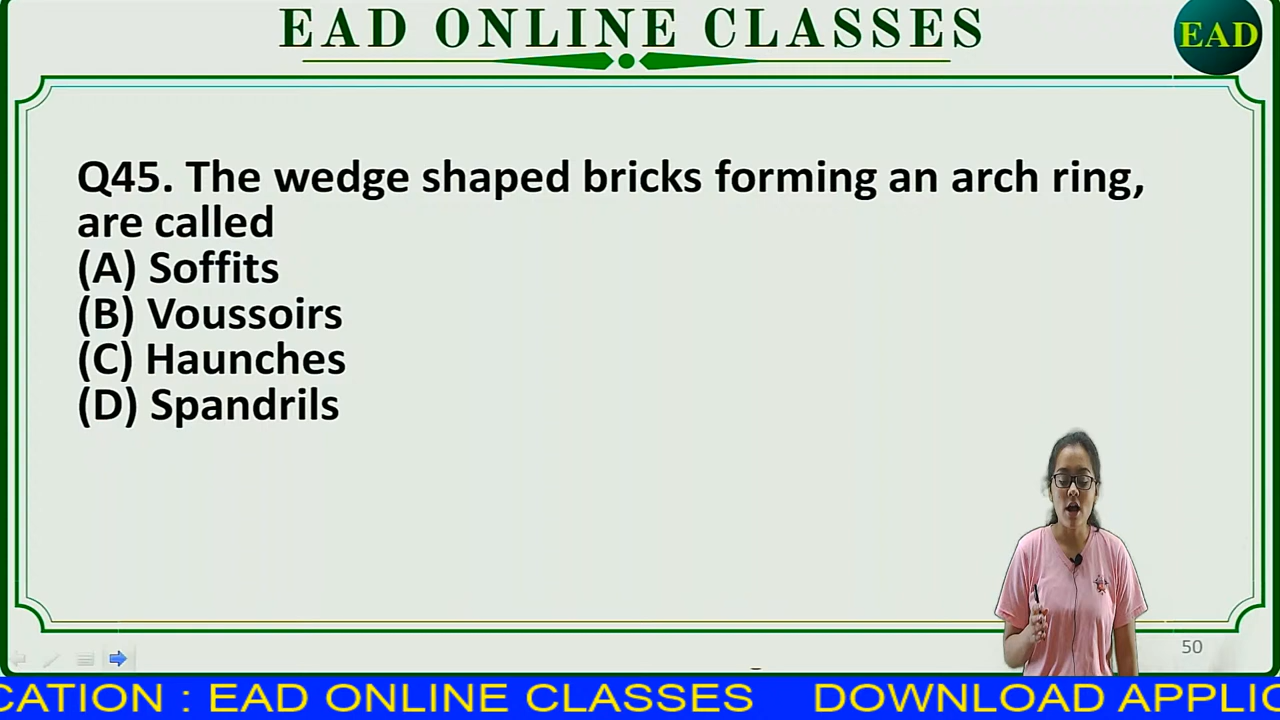 EAD ONLINE CLASSES
EAD
Q45. The wedge shaped bricks forming an arch ring,
are called
(A) Soffits
(B) Voussoirs
(C) Haunches
(D) Spandrils
50
CATION : EAD ONLINE CLASSES DOWNLOAD APPLIC